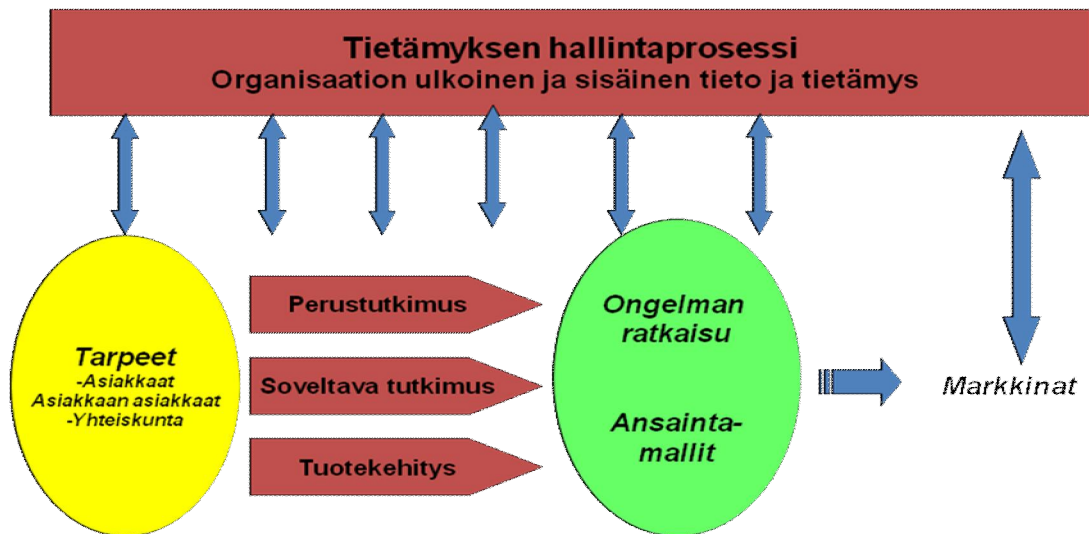 Tietämyksen hallintaprosessi
Organisaation ulkoinen ja sisäinen tieto ja tietämys
Tarpeet
-Asiakkaat
Asiakkaan asiakkaat
-Yhteiskunta
Perustutkimus
Soveltava tutkimus
Tuotekehitys
Ongelman
ratkaisu
Ansainta-
mallit
Markkinat